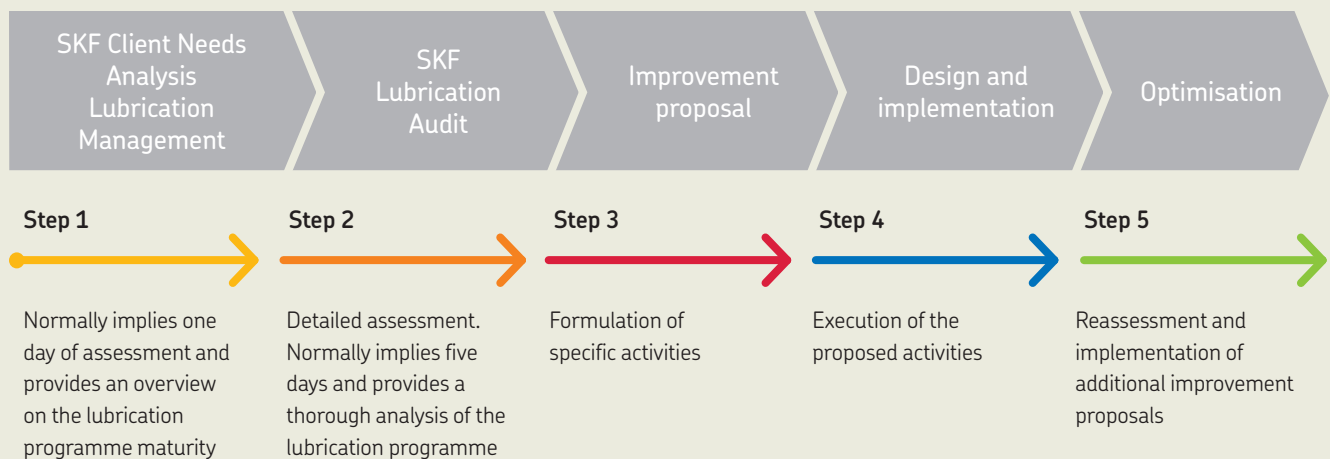 SKF Client Needs
Analysis
Lubrication
Management
SKF
Lubrication
Audit
Improvement
proposal
Design and
implementation
Optimisation
Step 1
Step 2
Step 3
Step 4
Step 5
Normally implies one
day of assessment and
provides an overview
on the lubrication
programme maturity
Detailed assessment.
Normally implies five
days and provides a
thorough analysis of the
lubrication programme
Formulation of
specific activities
Execution of the
proposed activities
Reassessment and
implementation of
additional improvement
proposals